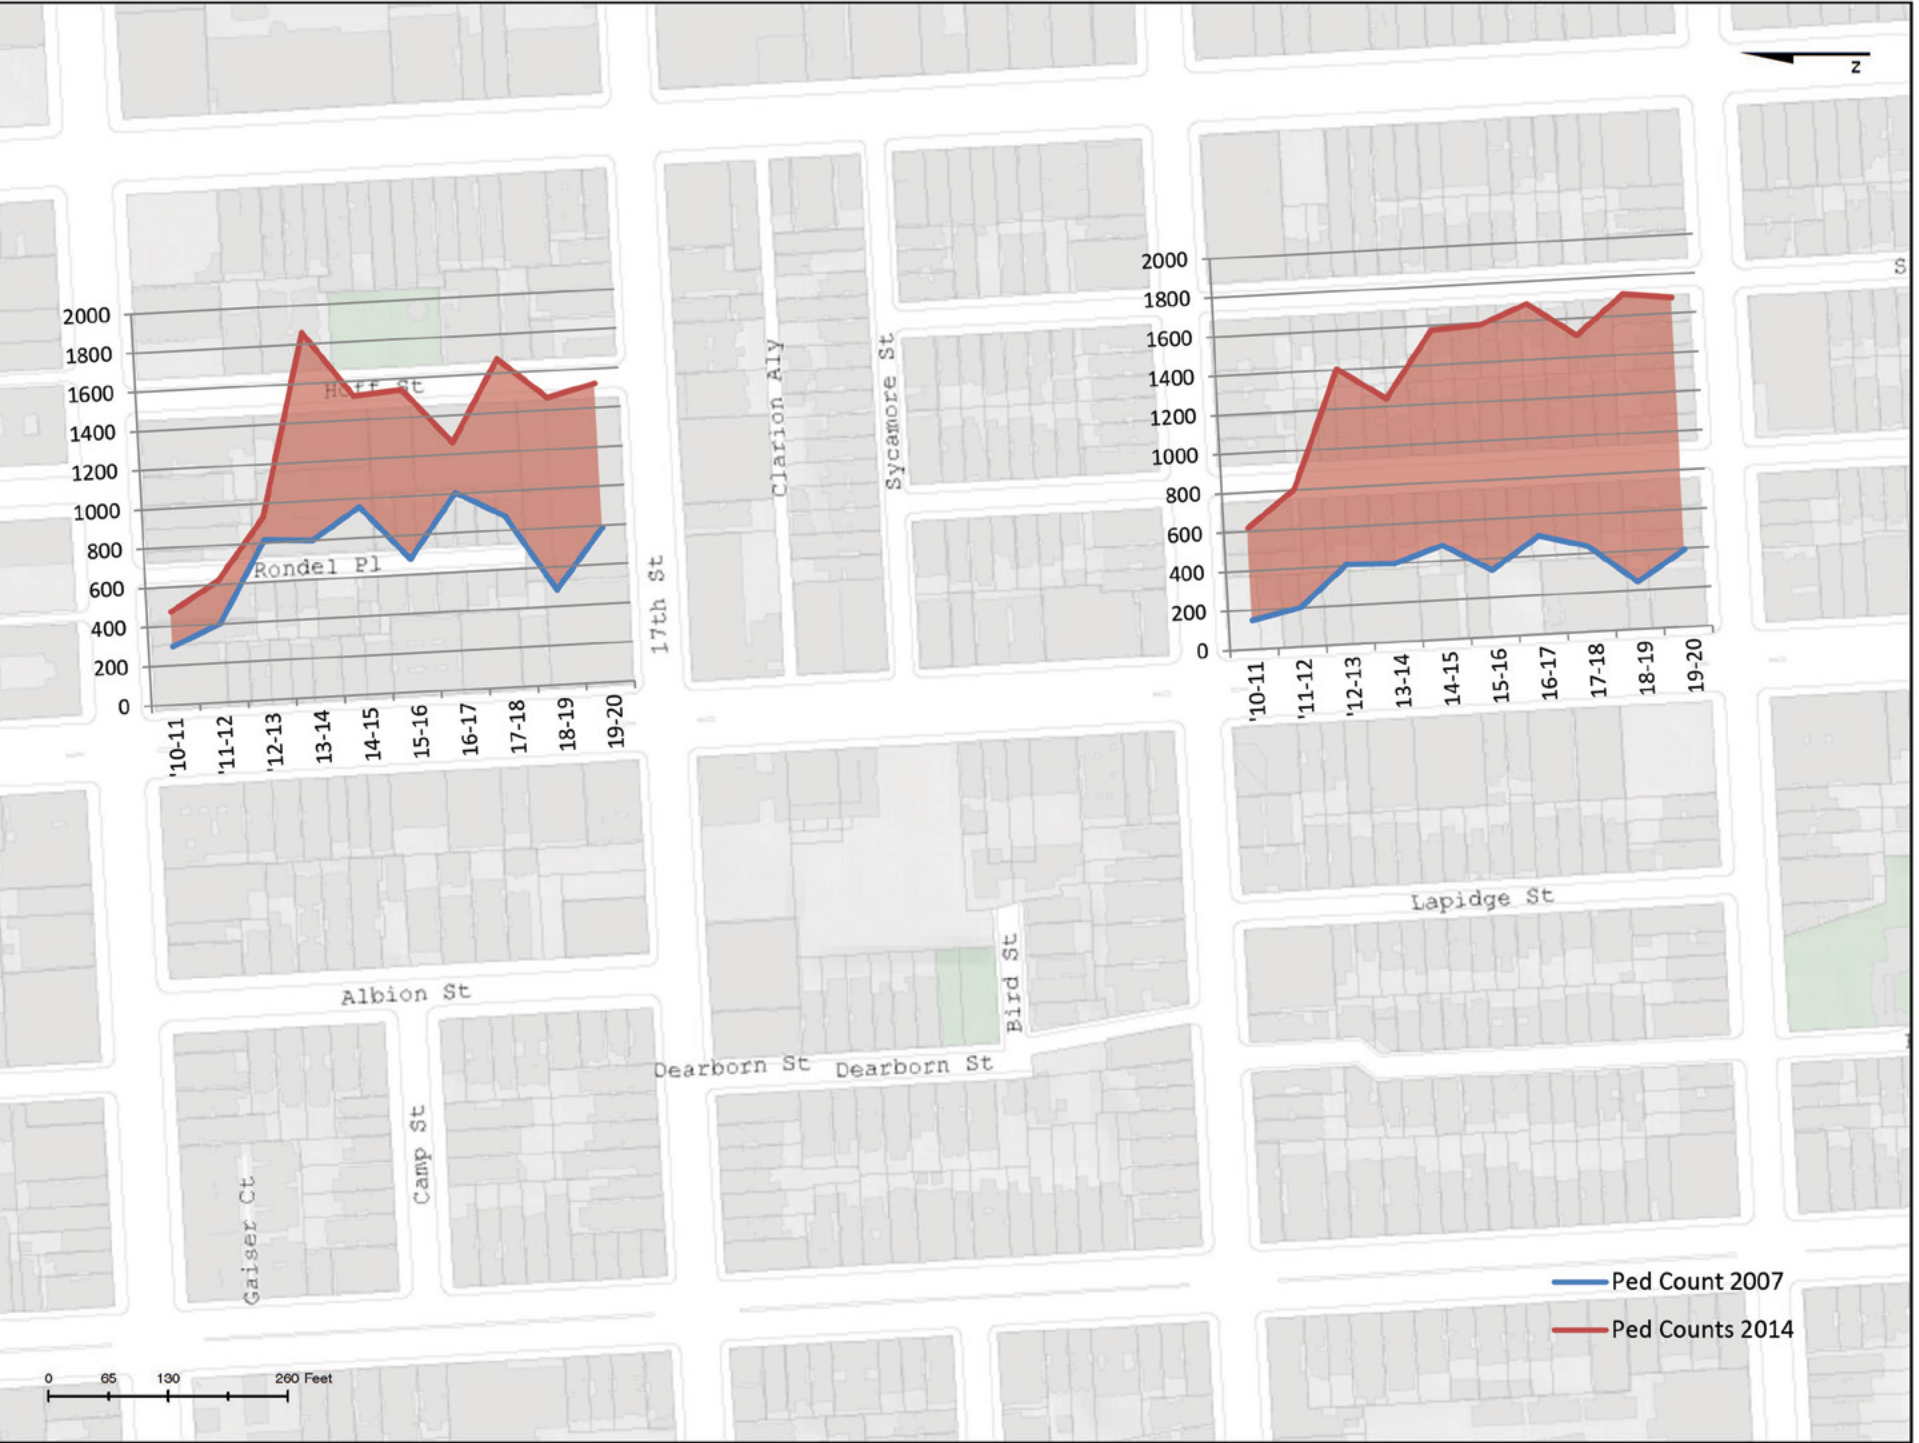 N
2000
1800
1600
1400
1200
1000
800
600
400
200
0
'10-11
'11-12
'12-13
13-14
14-15
15-16
16-17
17-18
18-19
19-20
Hoff St
Rondel Pl
17th St
Clarion Aly
Sycamore St
2000
1800
1600
1400
1200
1000
800
600
400
200
0
'10-11
'11-12
'12-13
13-14
14-15
15-16
16-17
17-18
18-19
19-20
S
Lapidge St
Albion St
Bird St
Dearborn St Dearborn St
Camp St
Gaiser Ct
Ped Count 2007
Ped Counts 2014
0 65 130 260 Feet